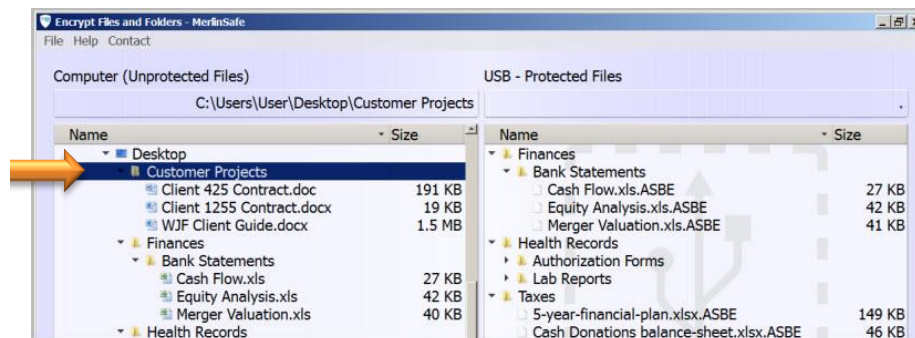 Encrypt Files and Folders - MerlinSafe
File Help Contact
Computer (Unprotected Files)
C:\Users\User\Desktop\Customer Projects
Name Size
Desktop
Customer Projects
Client 425 Contract.doc 191 KB
Client 1255 Contract.docx 19 KB
WJF Client Guide.docx 1.5 MB
Finances
Bank Statements
Cash Flow.xls 27 KB
Equity Analysis.xls 42 KB
Merger Valuation.xls 40 KB
Health Records
USB - Protected Files
.
Name Size
Finances
Bank Statements
Cash Flow.xls.ASBE 27 KB
Equity Analysis.xls.ASBE 42 KB
Merger Valuation.xls.ASBE 41 KB
Health Records
Authorization Forms
Lab Reports
Taxes
5-year-financial-plan.xlsx.ASBE 149 KB
Cash Donations balance-sheet.xlsx.ASBE 46 KB